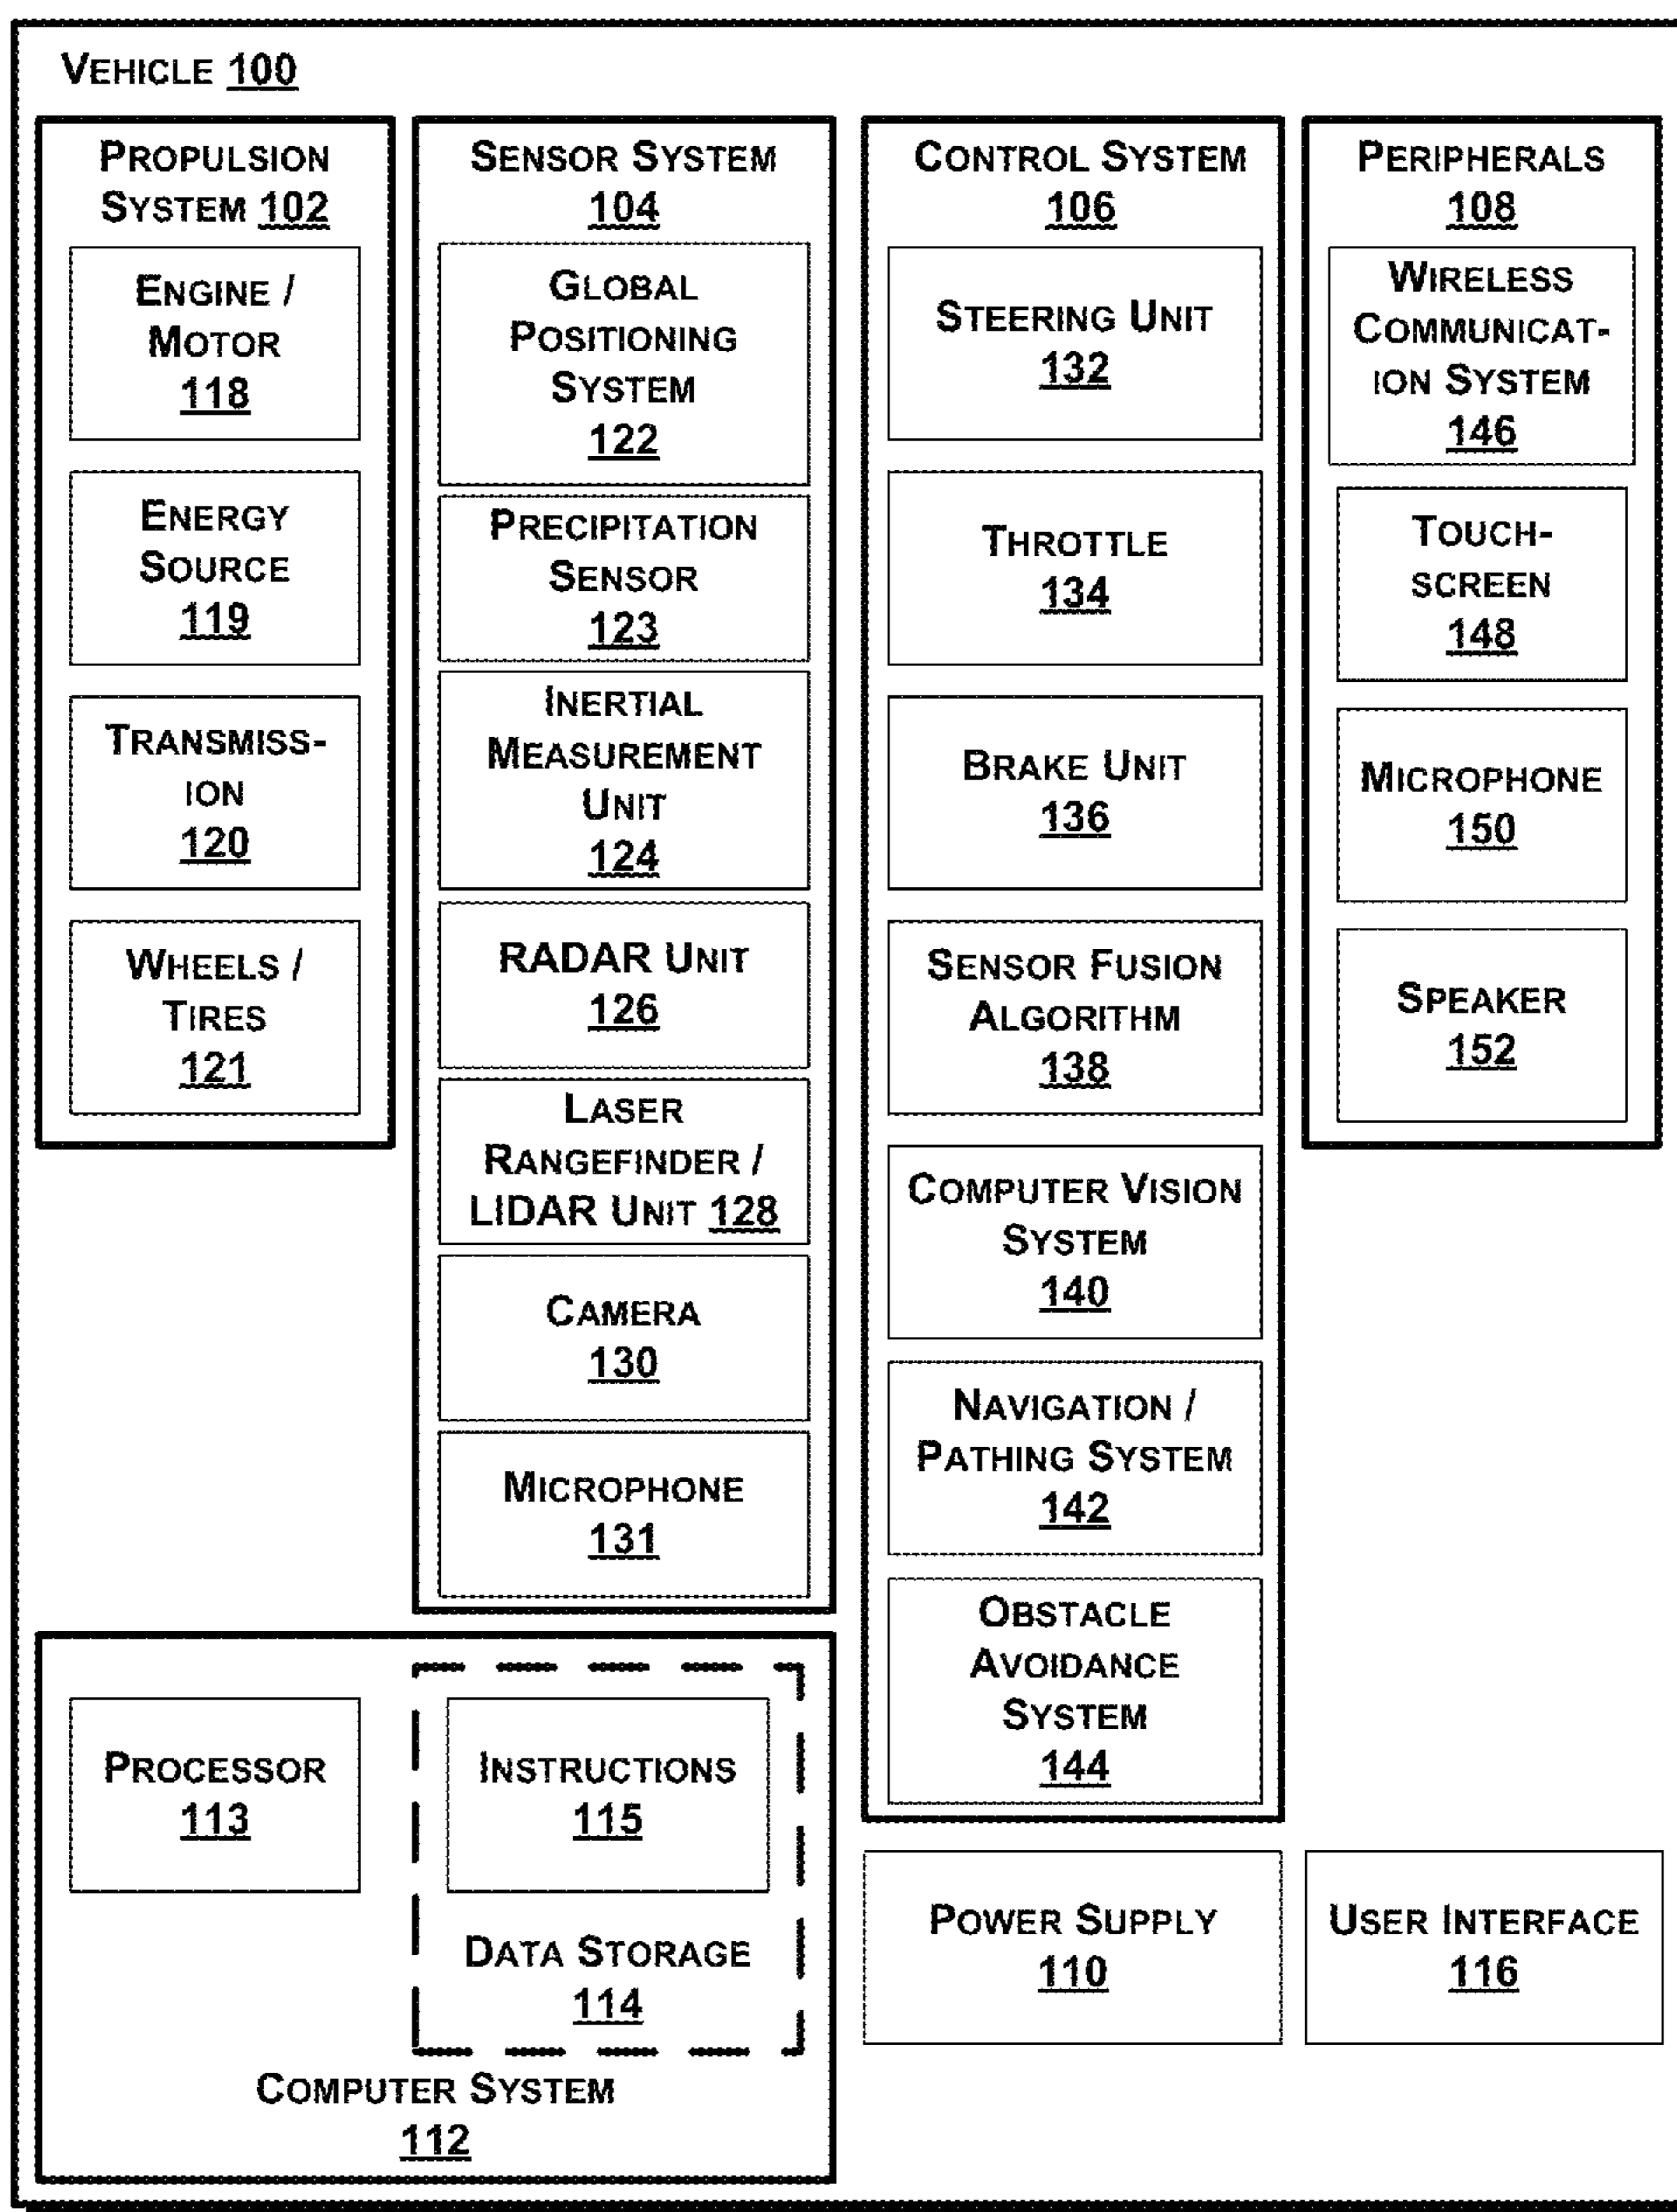 VEHICLE 100
PROPULSION
SYSTEM 102
ENGINE /
MOTOR
118
ENERGY
SOURCE
119
TRANSMISS-
ION
120
WHEELS /
TIRES
121
SENSOR SYSTEM
104
GLOBAL
POSITIONING
SYSTEM
122
PRECIPITATION
SENSOR
123
INERTIAL
MEASUREMENT
UNIT
124
RADAR UNIT
126
LASER
RANGEFINDER /
LIDAR UNIT 128
CAMERA
130
MICROPHONE
131
CONTROL SYSTEM
106
STEERING UNIT
132
THROTTLE
134
BRAKE UNIT
136
SENSOR FUSION
ALGORITHM
138
COMPUTER VISION
SYSTEM
140
NAVIGATION /
PATHING SYSTEM
142
OBSTACLE
AVOIDANCE
SYSTEM
144
PERIPHERALS
108
WIRELESS
COMMUNICAT-
ION SYSTEM
146
TOUCH-
SCREEN
148
MICROPHONE
150
SPEAKER
152
PROCESSOR
113
INSTRUCTIONS
115
DATA STORAGE
114
COMPUTER SYSTEM
112
POWER SUPPLY
110
USER INTERFACE
116